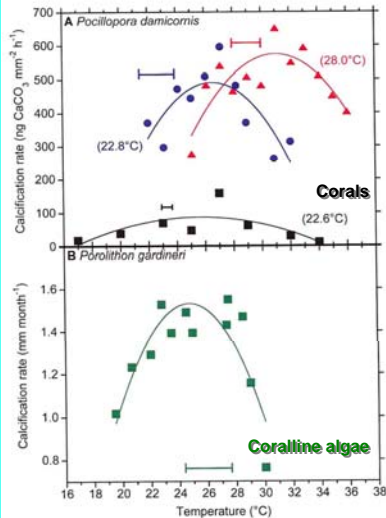 A Pocillopora damicornis
Calcification rate (ng CaCO3 mm-2 h-1)
700
600
500
400
300
200
100
0
(28.0°C)
(22.8°C)
Corals
(22.6°C)
B Porolithon gardineri
Calcification rate (mm month-1)
1.6
1.4
1.2
1.0
0.8
Coralline algae
16 18 20 22 24 26 28 30 32 34 36 38
Temperature (°C)